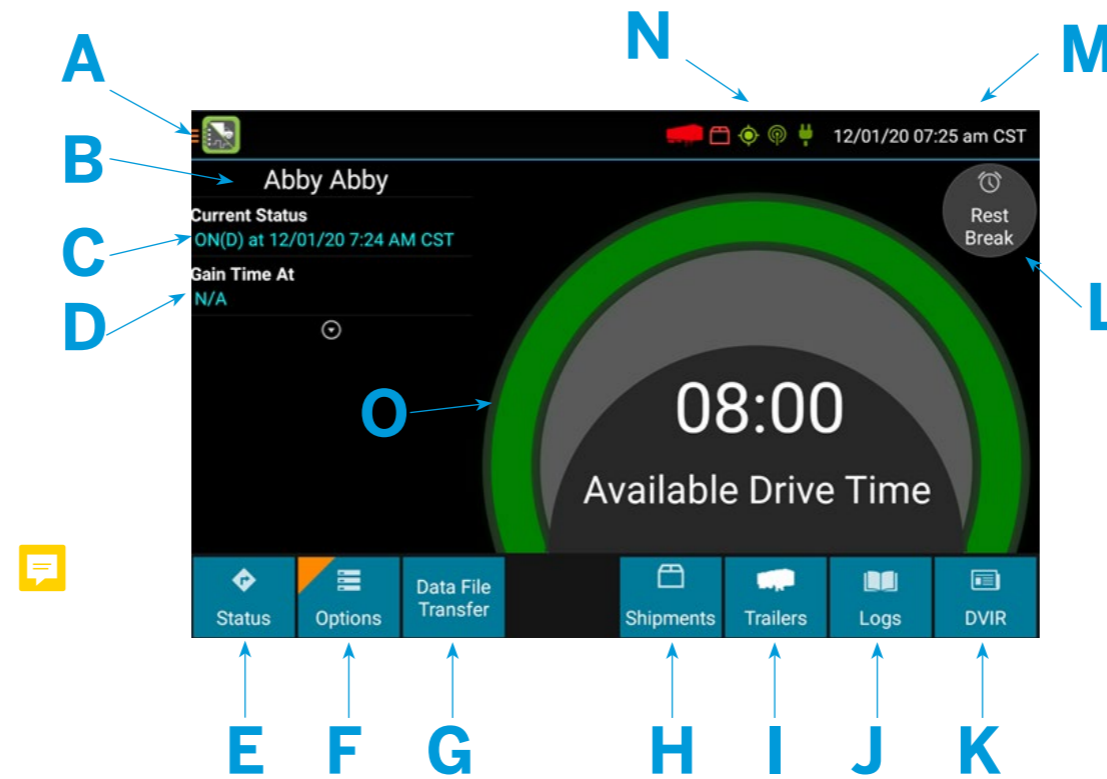 N
M
A
12/01/20 07:25 am CST
B
Abby Abby
Rest
Break
Current Status
C
ON(D) at 12/01/20 7:24 AM CST
Gain Time At
D
N/A
L
O
08:00
Available Drive Time
Status
Options
Data File
Transfer
Shipments
Trailers
Logs
DVIR
E F G H I J K